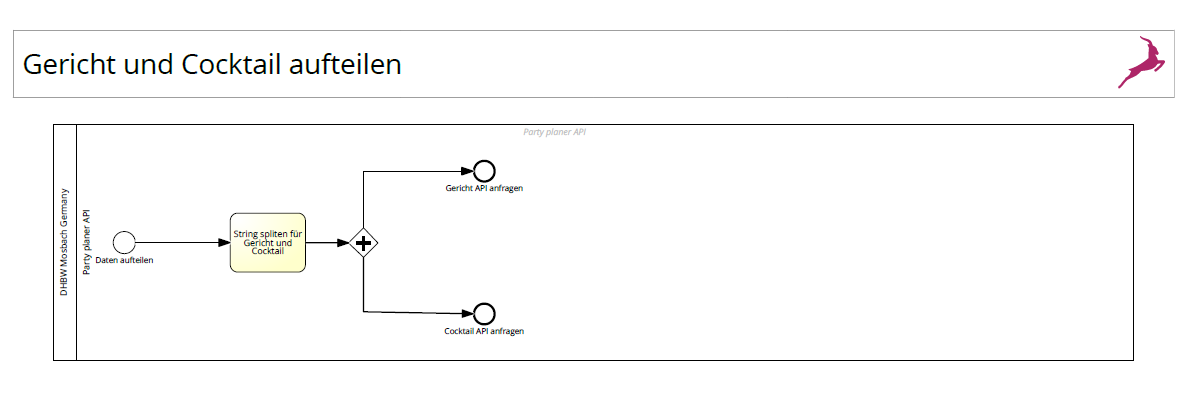 Gericht und Cocktail aufteilen
Party planer API
DHBW Mosbach Germany
Party planer API
Daten aufteilen
String spliten für
Gericht und
Cocktail
Gericht API anfragen
Cocktail API anfragen